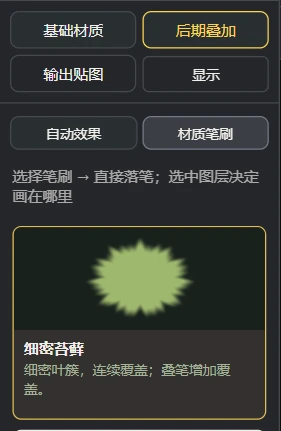 基础材质 后期叠加
输出贴图 显示
自动效果 材质笔刷
选择笔刷 → 直接落笔；选中图层决定
画在哪里
细密苔藓
细密叶簇，连续覆盖；叠笔增加覆
盖。